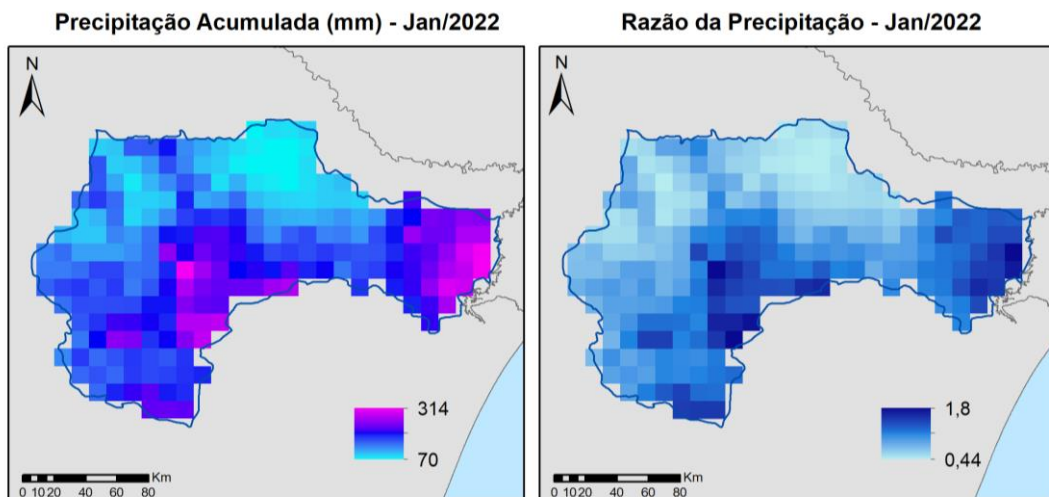 Precipitação Acumulada (mm) - Jan/2022
N
314
70
Km
0 10 20 40 60 80
Razão da Precipitação - Jan/2022
N
1,8
0,44
Km
0 10 20 40 60 80